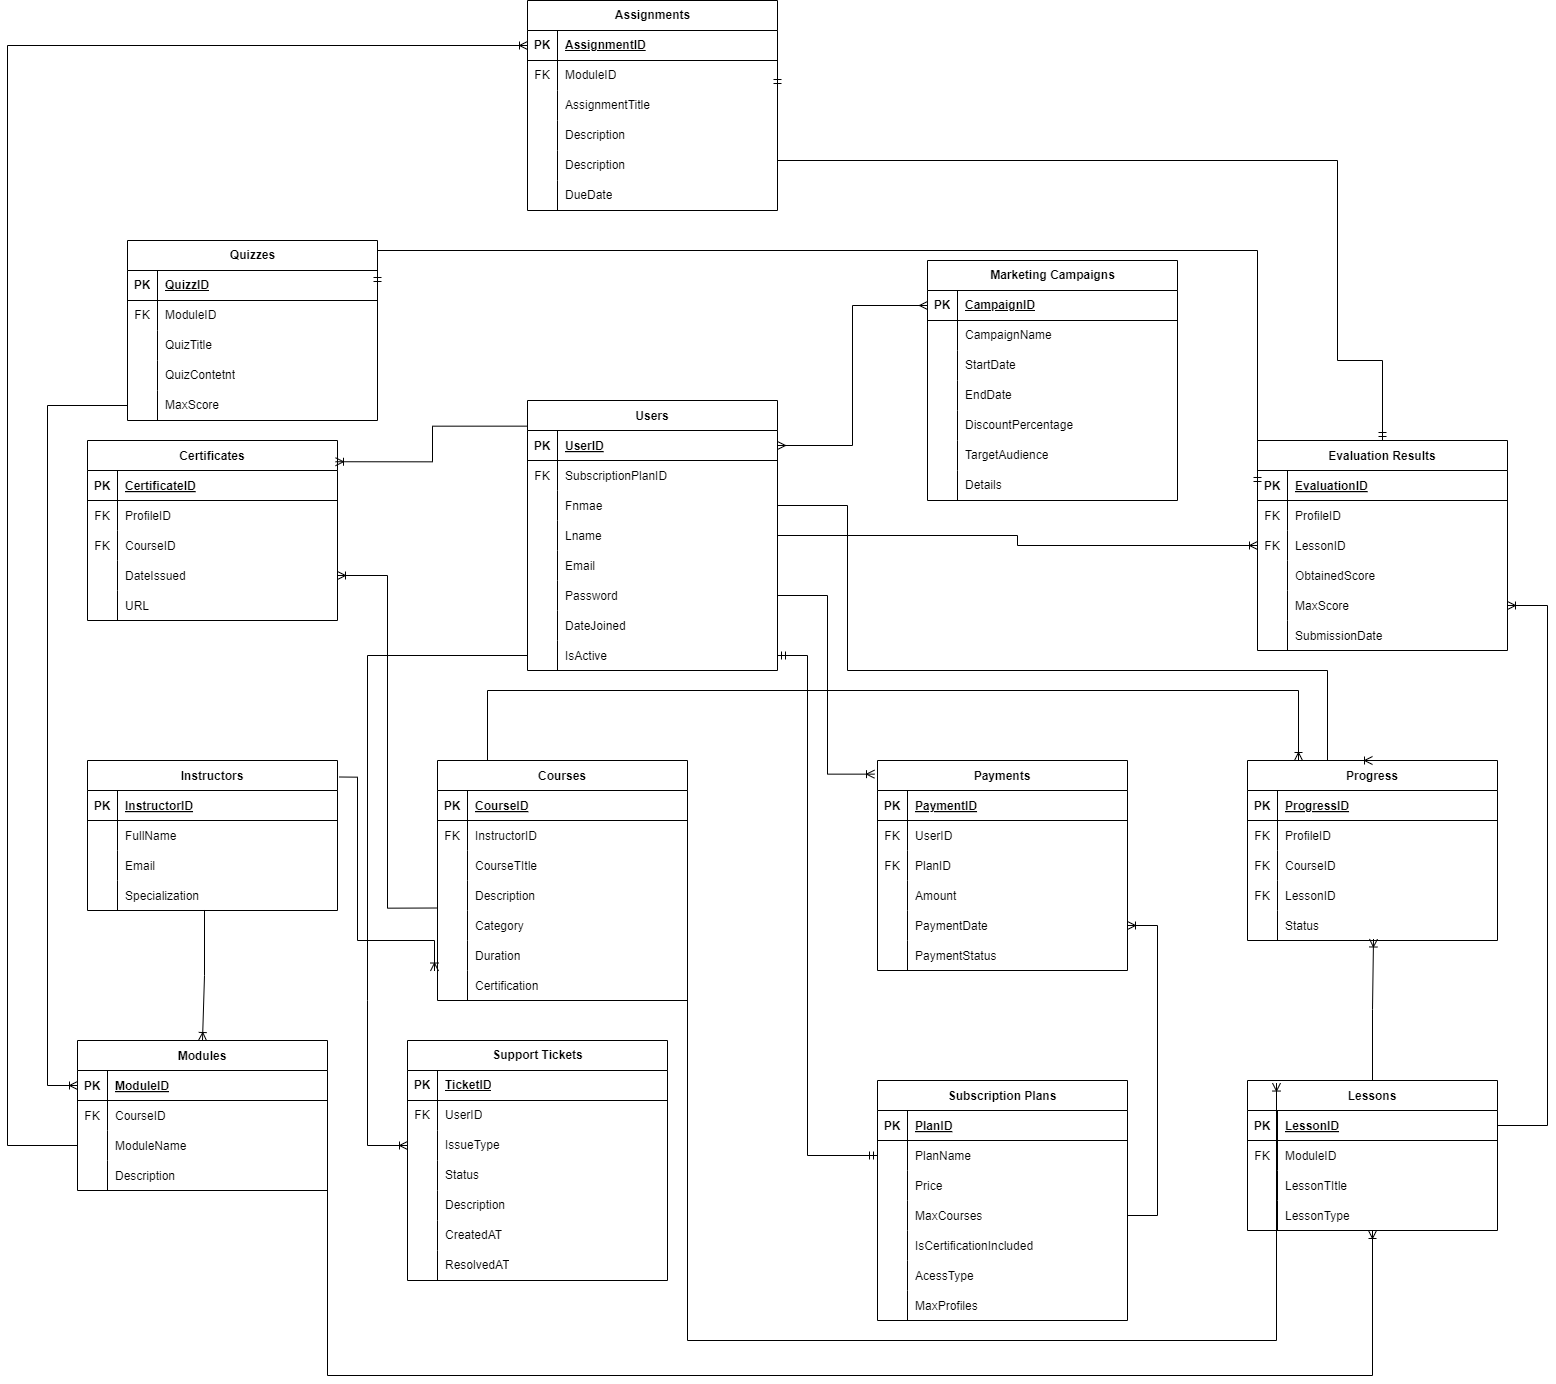 Assignments
PK AssignmentID
FK ModuleID
AssignmentTitle
Description
Description
DueDate
Quizzes
PK QuizzID
FK ModuleID
QuizTitle
QuizContetnt
MaxScore
Marketing Campaigns
PK CampaignID
CampaignName
StartDate
EndDate
DiscountPercentage
TargetAudience
Details
Users
PK UserID
FK SubscriptionPlanID
Fnmae
Lname
Email
Password
DateJoined
IsActive
Certificates
PK CertificateID
FK ProfileID
FK CourseID
DateIssued
URL
Evaluation Results
PK EvaluationID
FK ProfileID
FK LessonID
ObtainedScore
MaxScore
SubmissionDate
Instructors
PK InstructorID
FullName
Email
Specialization
Courses
PK CourseID
FK InstructorID
CourseTItle
Description
Category
Duration
Certification
Payments
PK PaymentID
FK UserID
FK PlanID
Amount
PaymentDate
PaymentStatus
Progress
PK ProgressID
FK ProfileID
FK CourseID
FK LessonID
Status
Modules
PK ModuleID
FK CourseID
ModuleName
Description
Support Tickets
PK TicketID
FK UserID
IssueType
Status
Description
CreatedAT
ResolvedAT
Subscription Plans
PK PlanID
PlanName
Price
MaxCourses
IsCertificationIncluded
AcessType
MaxProfiles
Lessons
PK LessonID
FK ModuleID
LessonTItle
LessonType